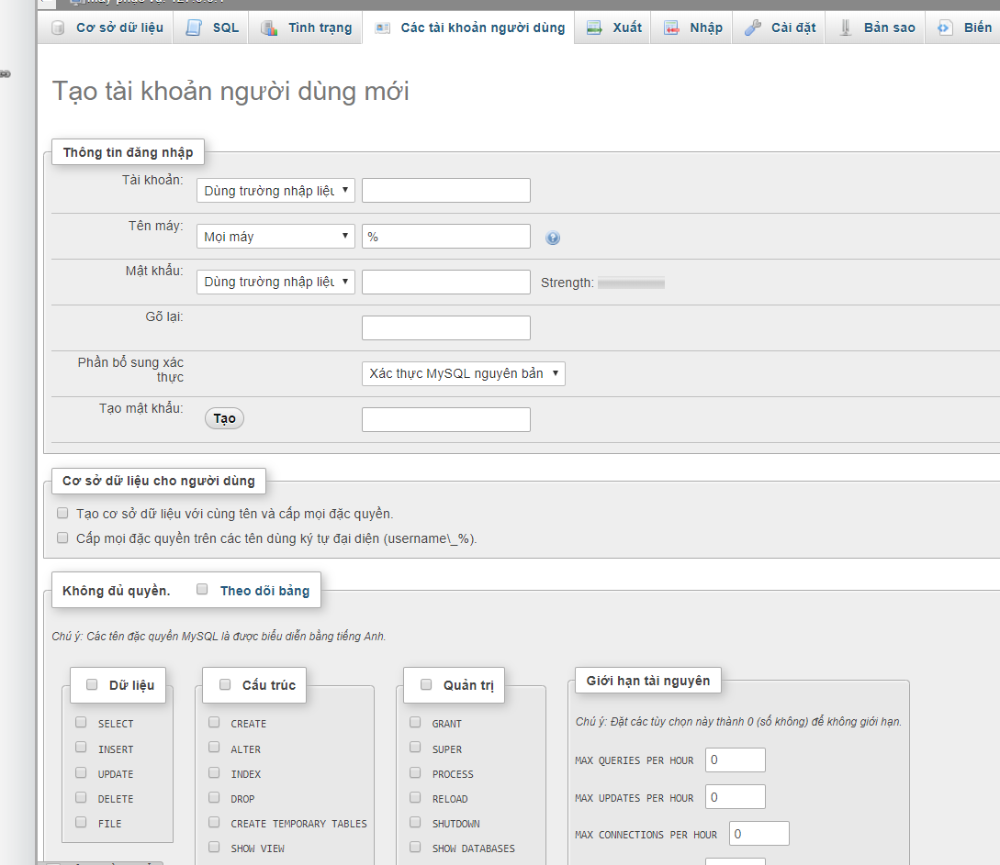 Cơ sở dữ liệu SQL Tình trạng Các tài khoản người dùng Xuất Nhập Cài đặt Bản sao Biến
Tạo tài khoản người dùng mới
Thông tin đăng nhập
Tài khoản: Dùng trường nhập liệu
Tên máy: Mọi máy %
Mật khẩu: Dùng trường nhập liệu Strength:
Gõ lại:
Phần bổ sung xác
thực Xác thực MySQL nguyên bản
Tạo mật khẩu: Tạo
Cơ sở dữ liệu cho người dùng
Tạo cơ sở dữ liệu với cùng tên và cấp mọi đặc quyền.
Cấp mọi đặc quyền trên các tên dùng ký tự đại diện (username\_%).
Không đủ quyền. Theo dõi bảng
Chú ý: Các tên đặc quyền MySQL là được biểu diễn bằng tiếng Anh.
Dữ liệu
SELECT
INSERT
UPDATE
DELETE
FILE
Cấu trúc
CREATE
ALTER
INDEX
DROP
CREATE TEMPORARY TABLES
SHOW VIEW
Quản trị
GRANT
SUPER
PROCESS
RELOAD
SHUTDOWN
SHOW DATABASES
Giới hạn tài nguyên
Chú ý: Đặt các tùy chọn này thành 0 (số không) để không giới hạn.
MAX QUERIES PER HOUR 0
MAX UPDATES PER HOUR 0
MAX CONNECTIONS PER HOUR 0